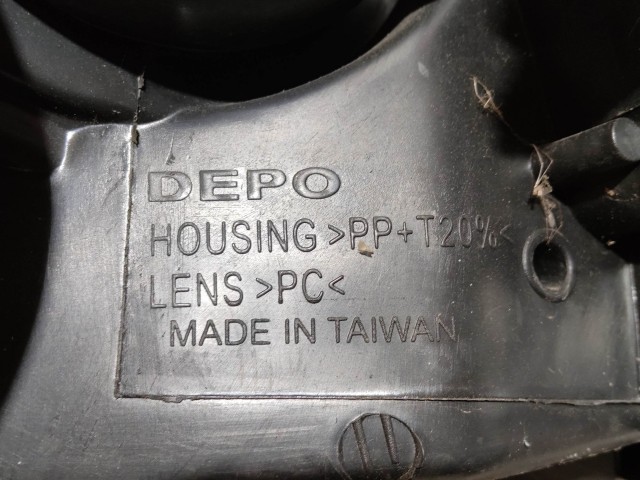 DEPO
HOUSING >PP+T20%<
LENS >PC<
MADE IN TAIWAN